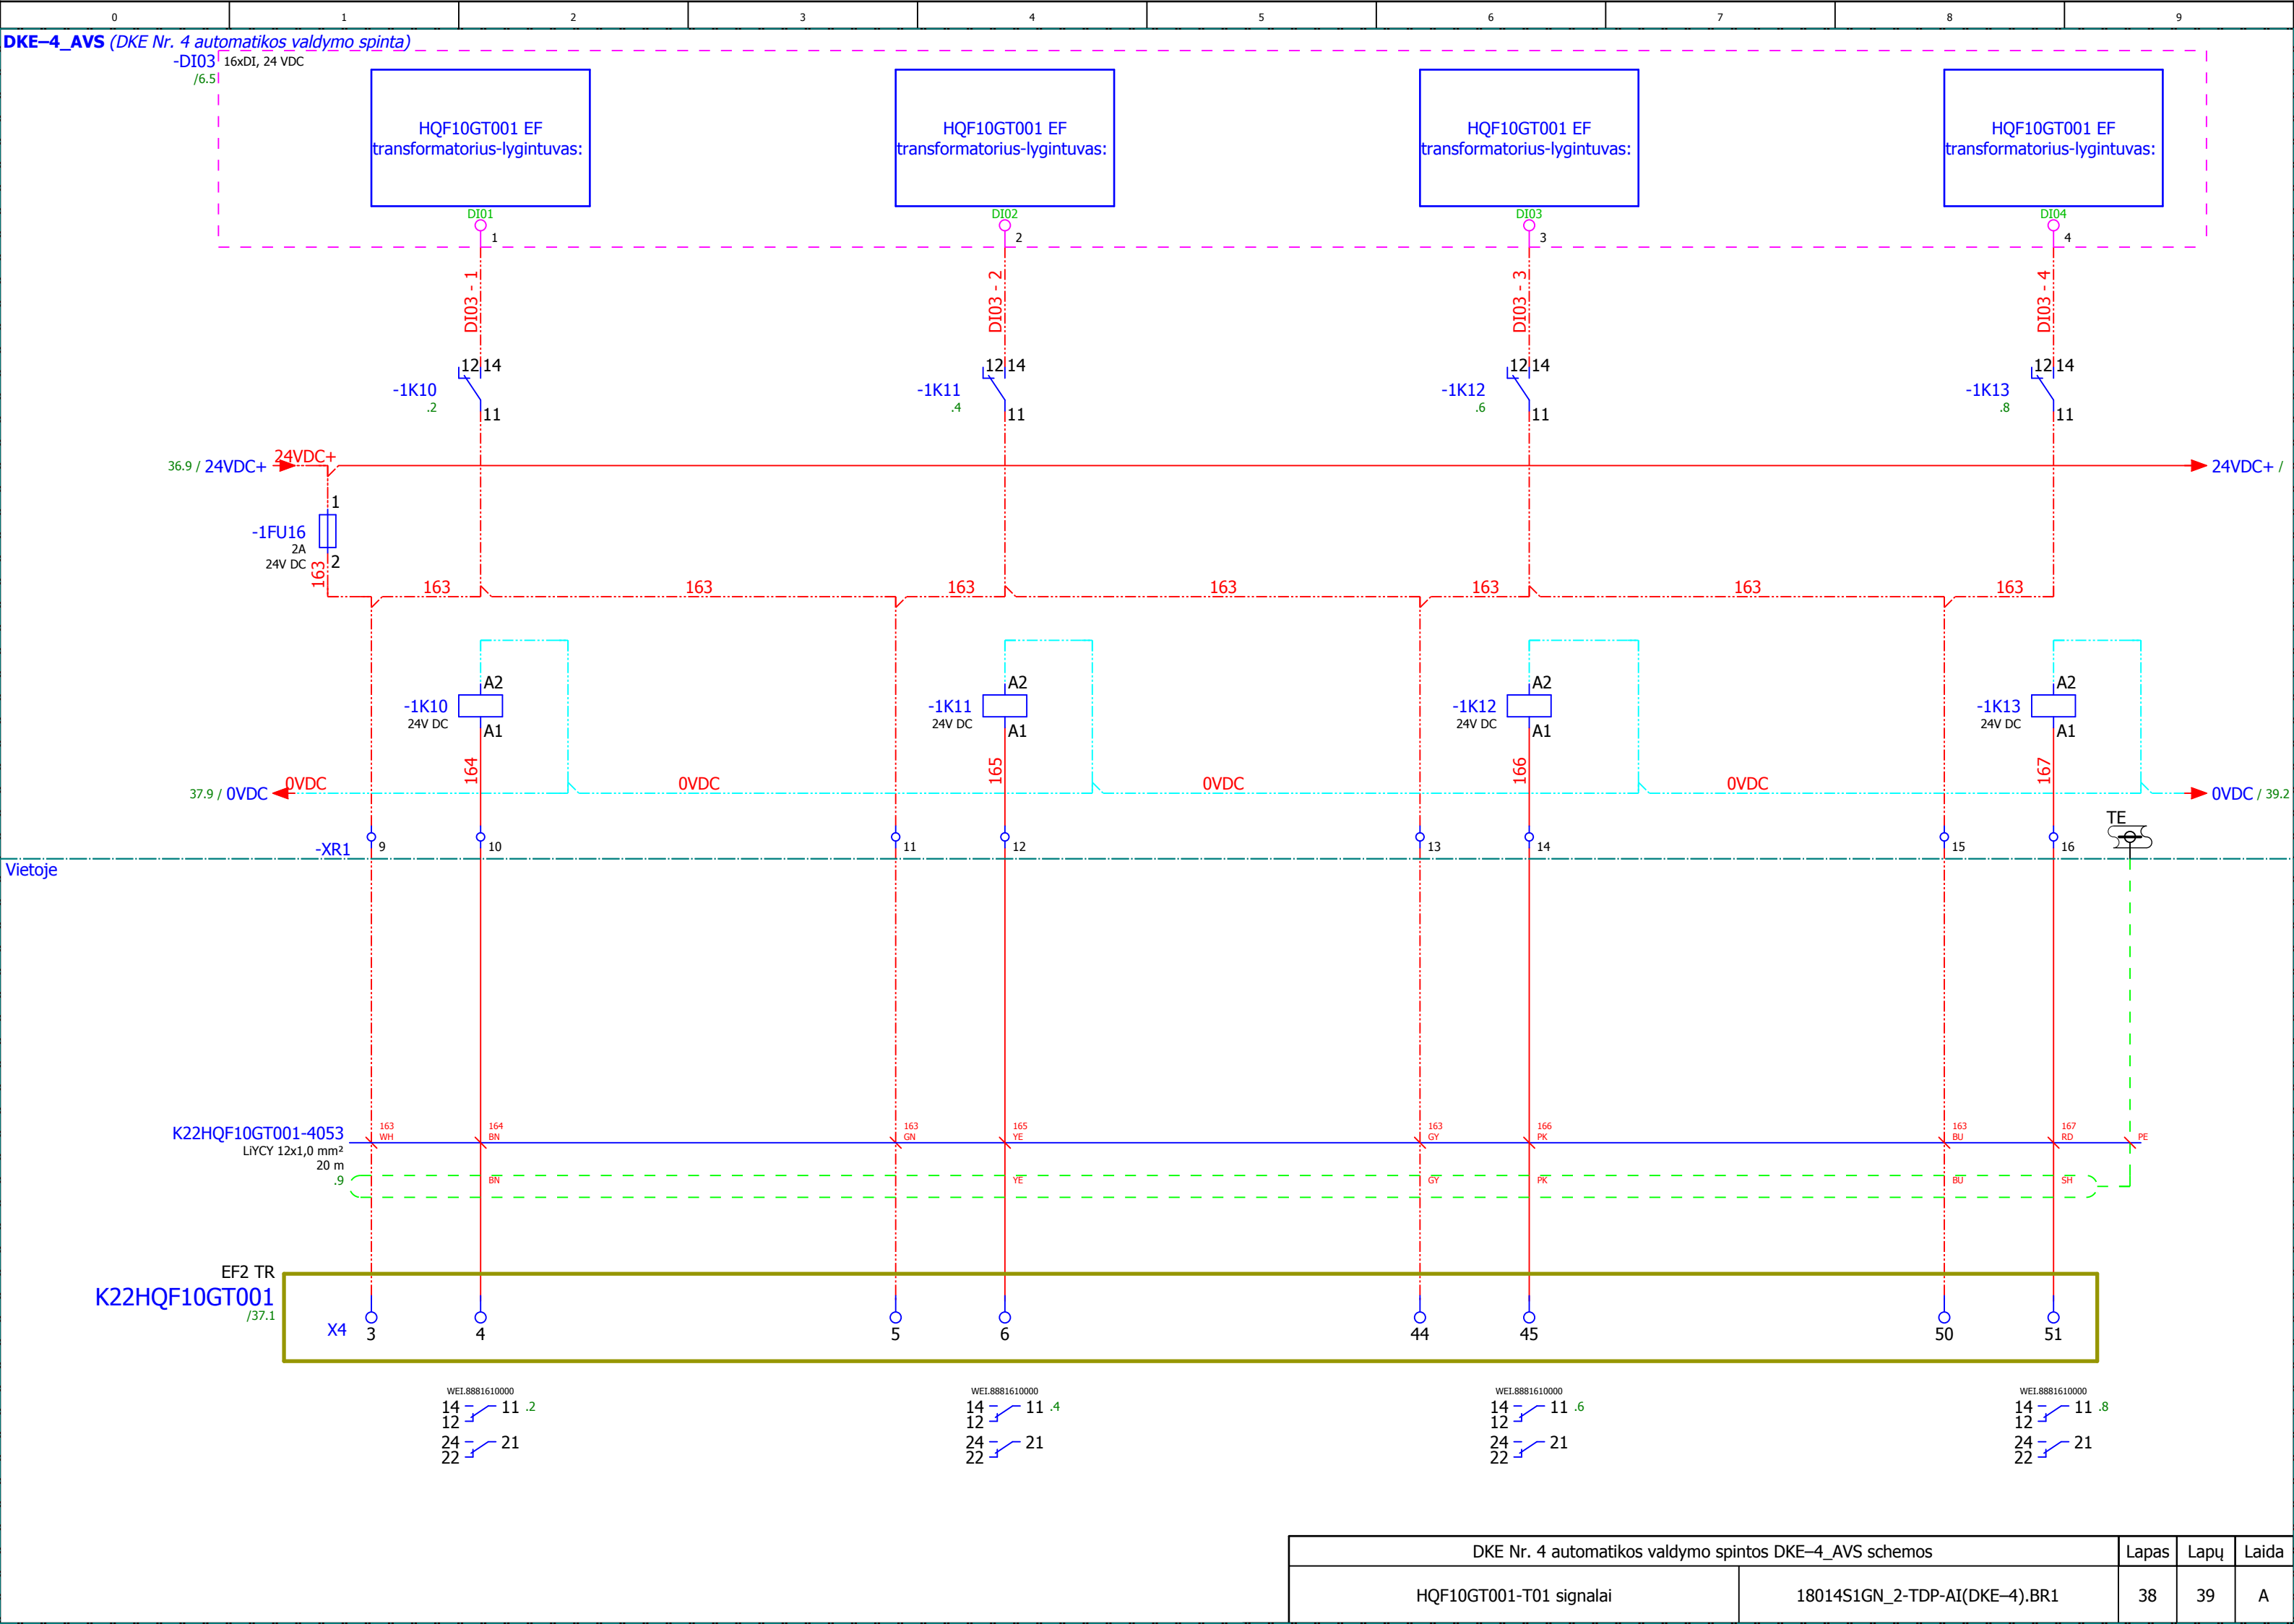 0 1 2 3 4 5 6 7 8 9
DKE–4_AVS (DKE Nr. 4 automatikos valdymo spinta)
-DI03 16xDI, 24 VDC
/6.5
HQF10GT001 EF HQF10GT001 EF HQF10GT001 EF HQF10GT001 EF
transformatorius-lygintuvas: transformatorius-lygintuvas: transformatorius-lygintuvas: transformatorius-lygintuvas:
DI01 DI02 DI03 DI04
1 2 3 4
DI03 - 1 DI03 - 2 DI03 - 3 DI03 - 4
12 14 12 14 12 14 12 14
-1K10 -1K11 -1K12 -1K13
.2 .4 .6 .8
11 11 11 11
24VDC+
36.9 / 24VDC+ 24VDC+ /
1
-1FU16
2A
24V DC 2
163
163 163 163 163 163 163 163
A2 A2 A2 A2
-1K10 -1K11 -1K12 -1K13
24V DC 24V DC 24V DC 24V DC
A1 A1 A1 A1
164 165 166 167
0VDC 0VDC 0VDC 0VDC
37.9 / 0VDC 0VDC / 39.2
TE
-XR1 9 10 11 12 13 14 15 16
Vietoje
163 164 163 165 163 166 163 167
K22HQF10GT001-4053 WH BN GN YE GY PK BU RD PE
LiYCY 12x1,0 mm²
20 m
.9 BN YE GY PK BU SH
EF2 TR
K22HQF10GT001
/37.1
X4 3 4 5 6 44 45 50 51
WEI.8881610000 WEI.8881610000 WEI.8881610000 WEI.8881610000
14 11 .2 14 11 .4 14 11 .6 14 11 .8
12 12 12 12
24 21 24 21 24 21 24 21
22 22 22 22
DKE Nr. 4 automatikos valdymo spintos DKE–4_AVS schemos Lapas Lapų Laida
HQF10GT001-T01 signalai 18014S1GN_2-TDP-AI(DKE–4).BR1 38 39 A